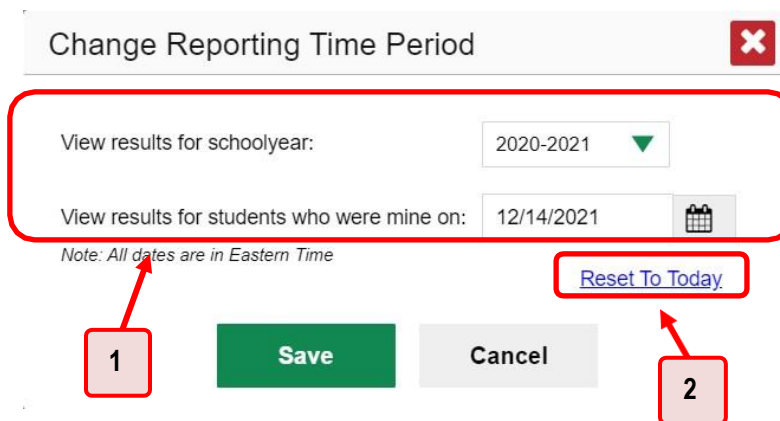 Change Reporting Time Period
View results for schoolyear: 2020-2021
View results for students who were mine on: 12/14/2021
Note: All dates are in Eastern Time
Reset To Today
Save Cancel
1
2